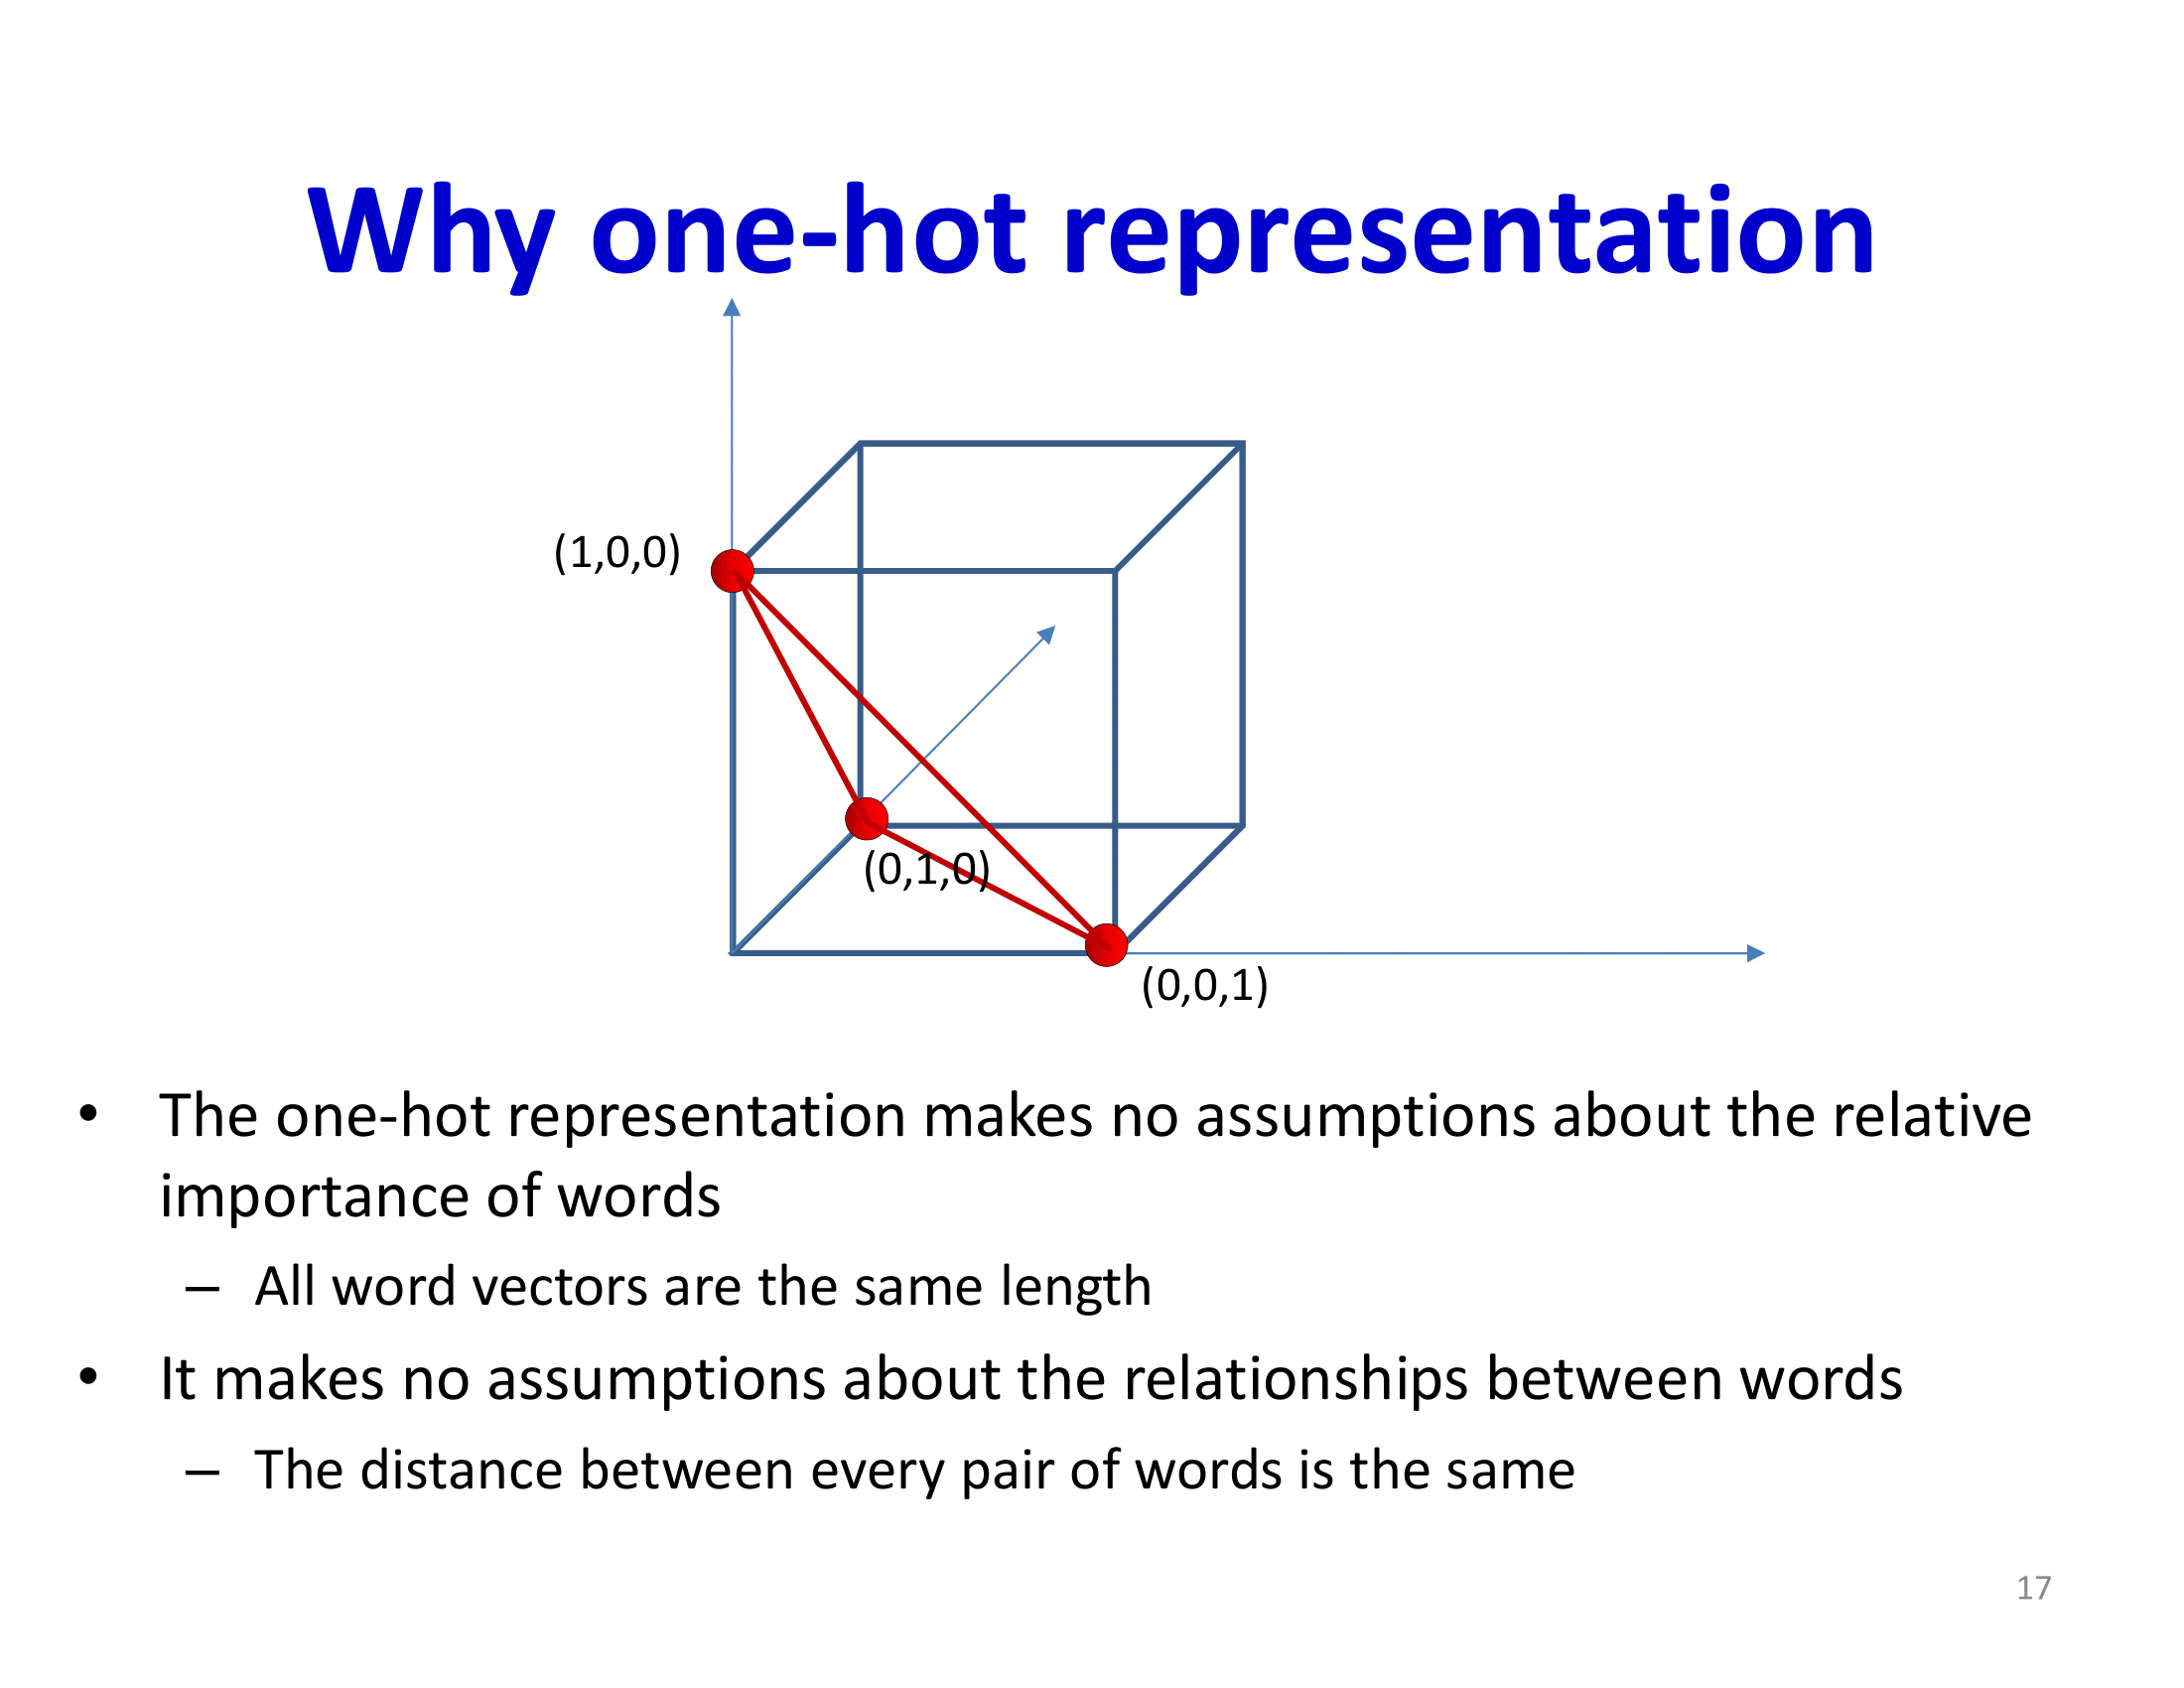 Why one-hot representation
(1,0,0)
(0,1,0)
(0,0,1)
• The one-hot representation makes no assumptions about the relative
importance of words
– All word vectors are the same length
• It makes no assumptions about the relationships between words
– The distance between every pair of words is the same
17